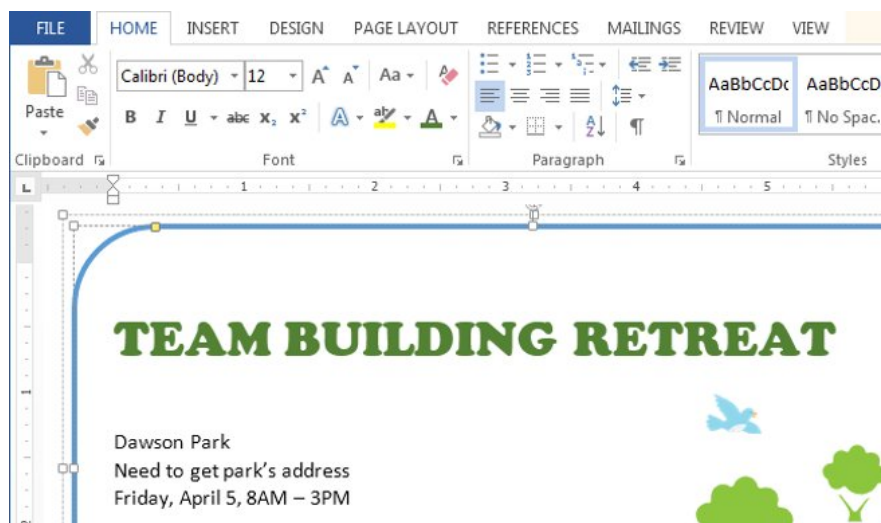 FILE HOME INSERT DESIGN PAGE LAYOUT REFERENCES MAILINGS REVIEW VIEW
Calibri (Body) 12 A A Aa
AaBbCcDc AaBbCcD
Paste
B I U abc X₂ X² A aby A
A Z ¶
¶ Normal ¶ No Spac.
Clipboard Font Paragraph Styles
L 1 2 3 4 5
TEAM BUILDING RETREAT
1
Dawson Park
Need to get park's address
Friday, April 5, 8AM – 3PM